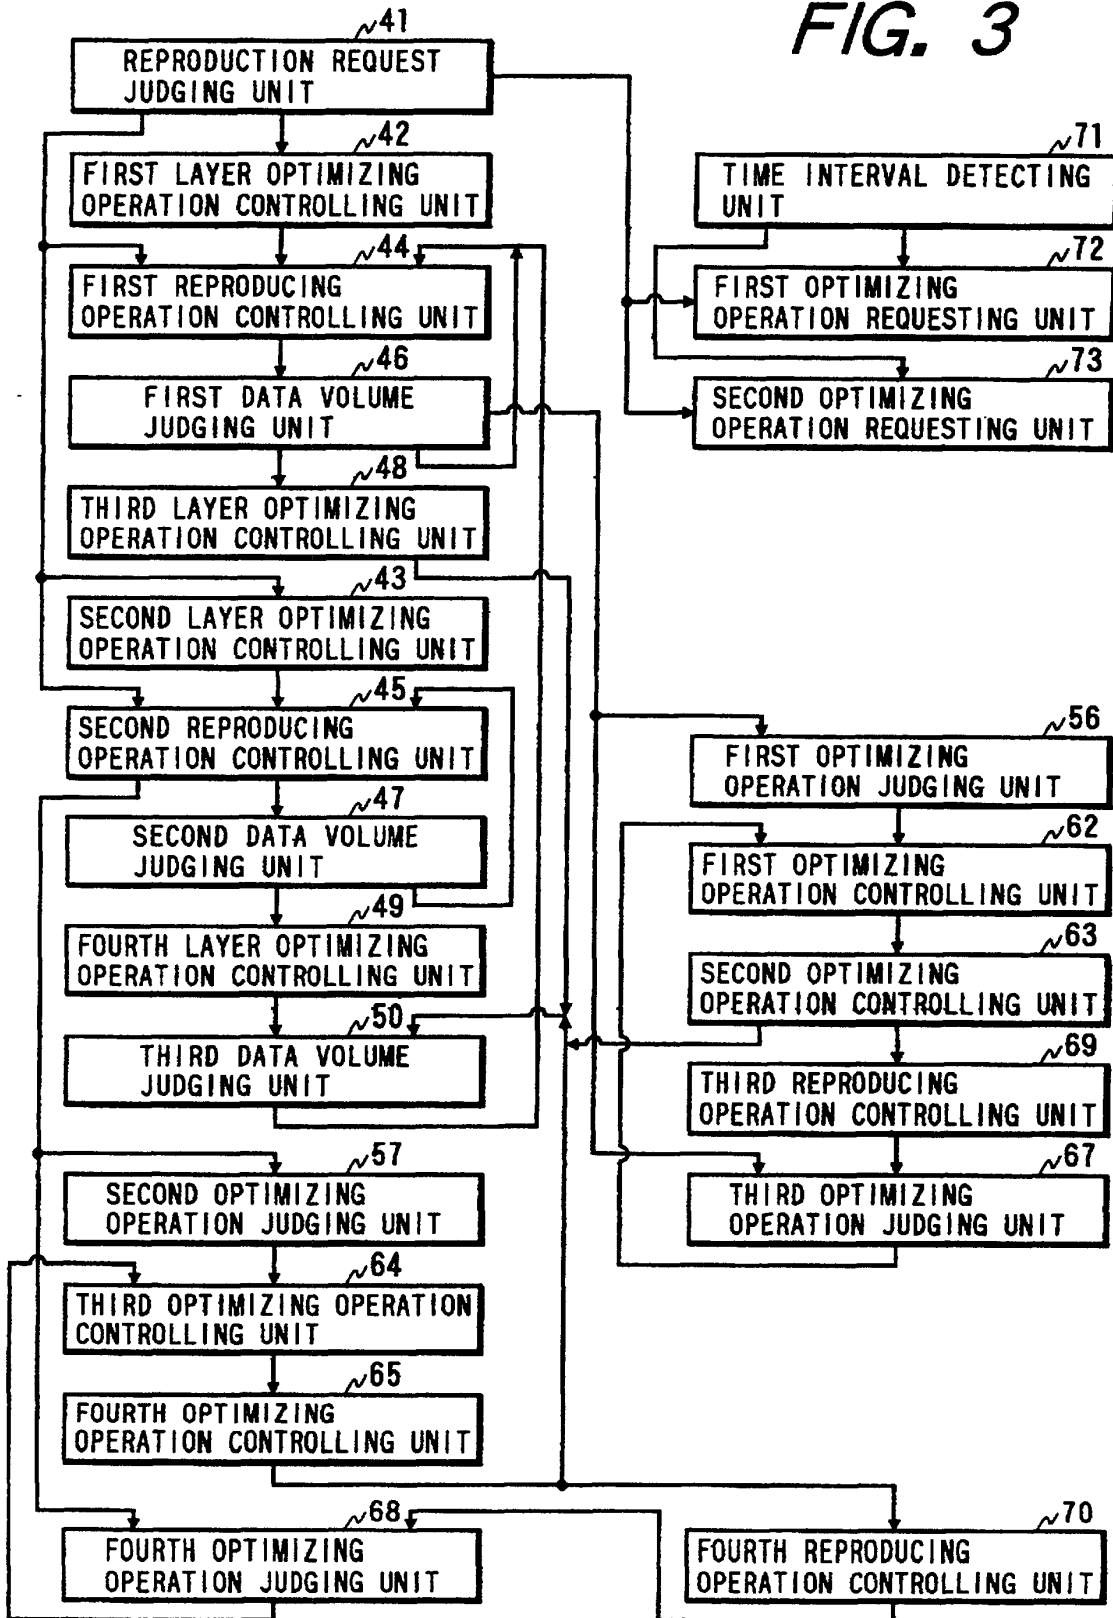 FIG. 3
41
REPRODUCTION REQUEST
JUDGING UNIT
42
FIRST LAYER OPTIMIZING
OPERATION CONTROLLING UNIT
44
FIRST REPRODUCING
OPERATION CONTROLLING UNIT
46
FIRST DATA VOLUME
JUDGING UNIT
48
THIRD LAYER OPTIMIZING
OPERATION CONTROLLING UNIT
43
SECOND LAYER OPTIMIZING
OPERATION CONTROLLING UNIT
45
SECOND REPRODUCING
OPERATION CONTROLLING UNIT
47
SECOND DATA VOLUME
JUDGING UNIT
49
FOURTH LAYER OPTIMIZING
OPERATION CONTROLLING UNIT
50
THIRD DATA VOLUME
JUDGING UNIT
57
SECOND OPTIMIZING
OPERATION JUDGING UNIT
64
THIRD OPTIMIZING OPERATION
CONTROLLING UNIT
65
FOURTH OPTIMIZING
OPERATION CONTROLLING UNIT
68
FOURTH OPTIMIZING
OPERATION JUDGING UNIT
71
TIME INTERVAL DETECTING
UNIT
72
FIRST OPTIMIZING
OPERATION REQUESTING UNIT
73
SECOND OPTIMIZING
OPERATION REQUESTING UNIT
56
FIRST OPTIMIZING
OPERATION JUDGING UNIT
62
FIRST OPTIMIZING
OPERATION CONTROLLING UNIT
63
SECOND OPTIMIZING
OPERATION CONTROLLING UNIT
69
THIRD REPRODUCING
OPERATION CONTROLLING UNIT
67
THIRD OPTIMIZING
OPERATION JUDGING UNIT
70
FOURTH REPRODUCING
OPERATION CONTROLLING UNIT